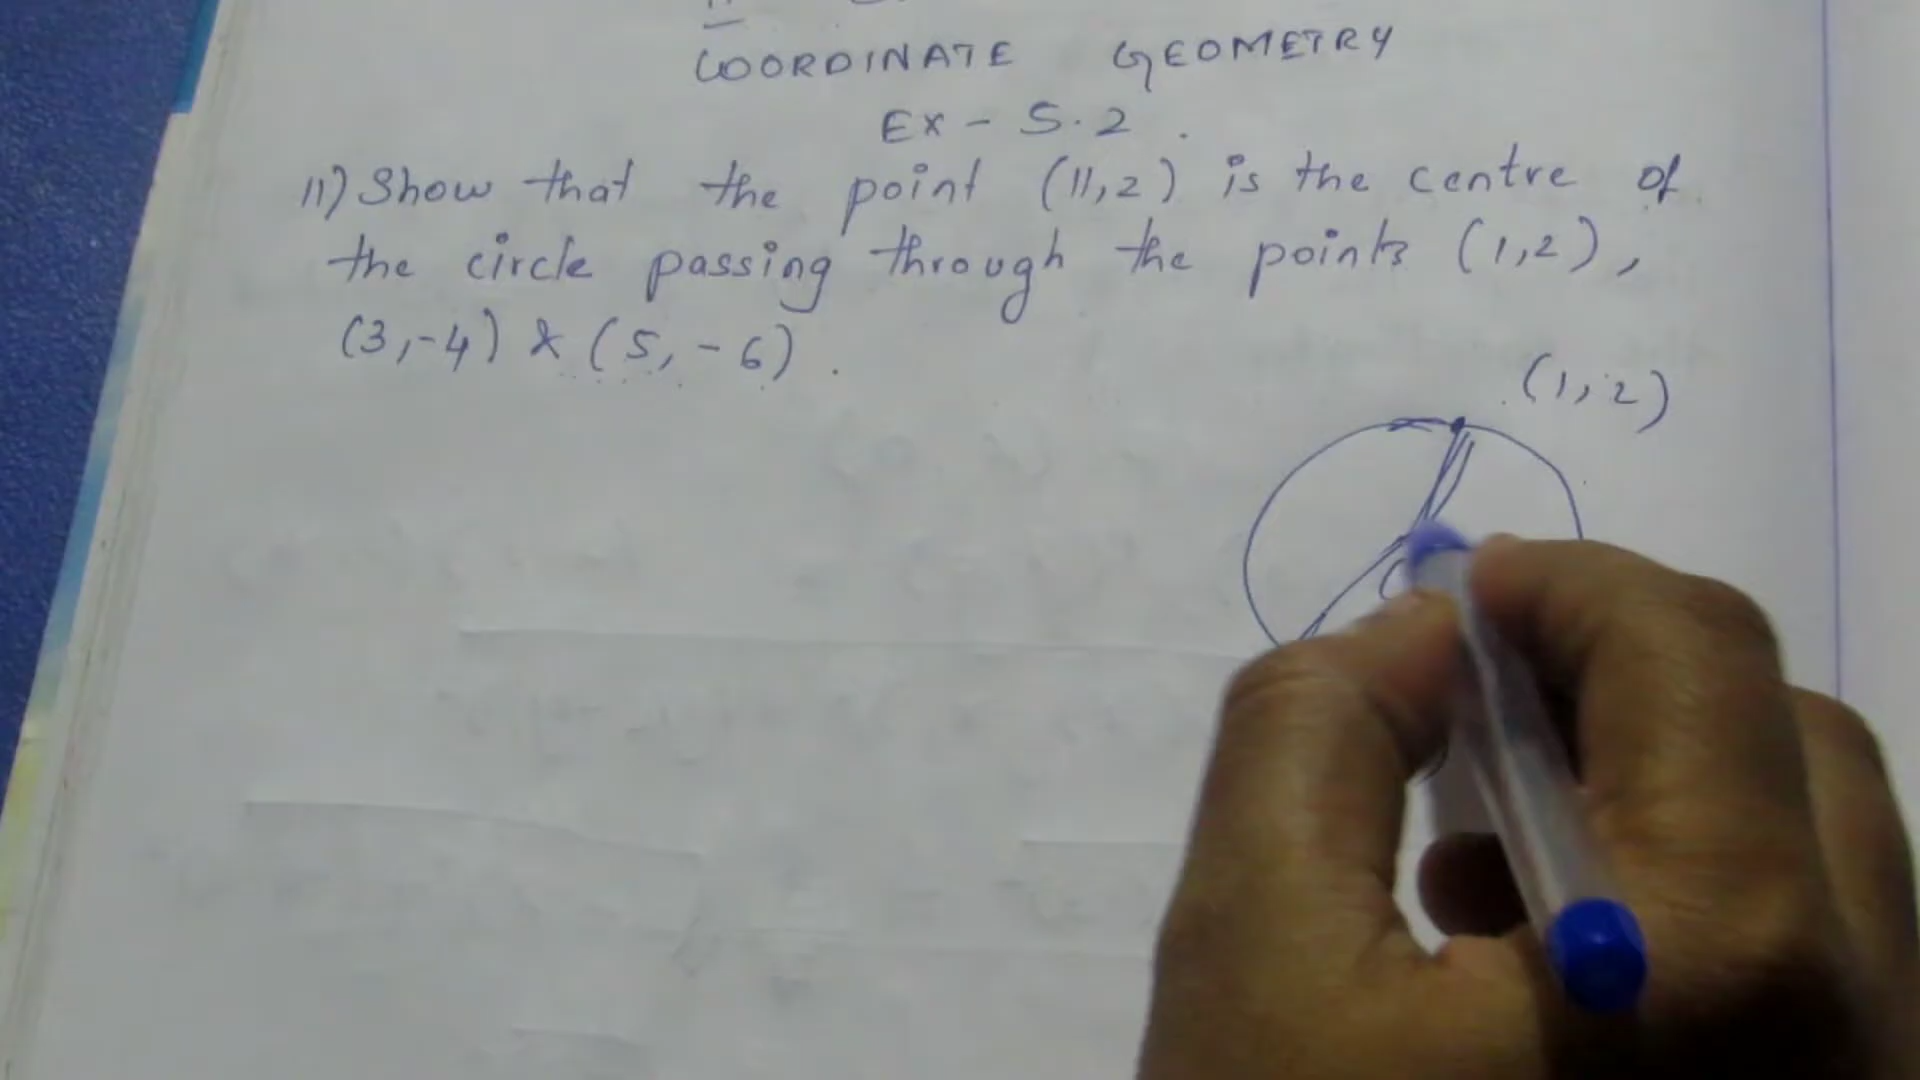 COORDINATE GEOMETRY
Ex - 5.2.
11) Show that the point (11,2) is the centre of
the circle passing through the points (1,2),
(3,-4) & (5,-6).
(1,2)